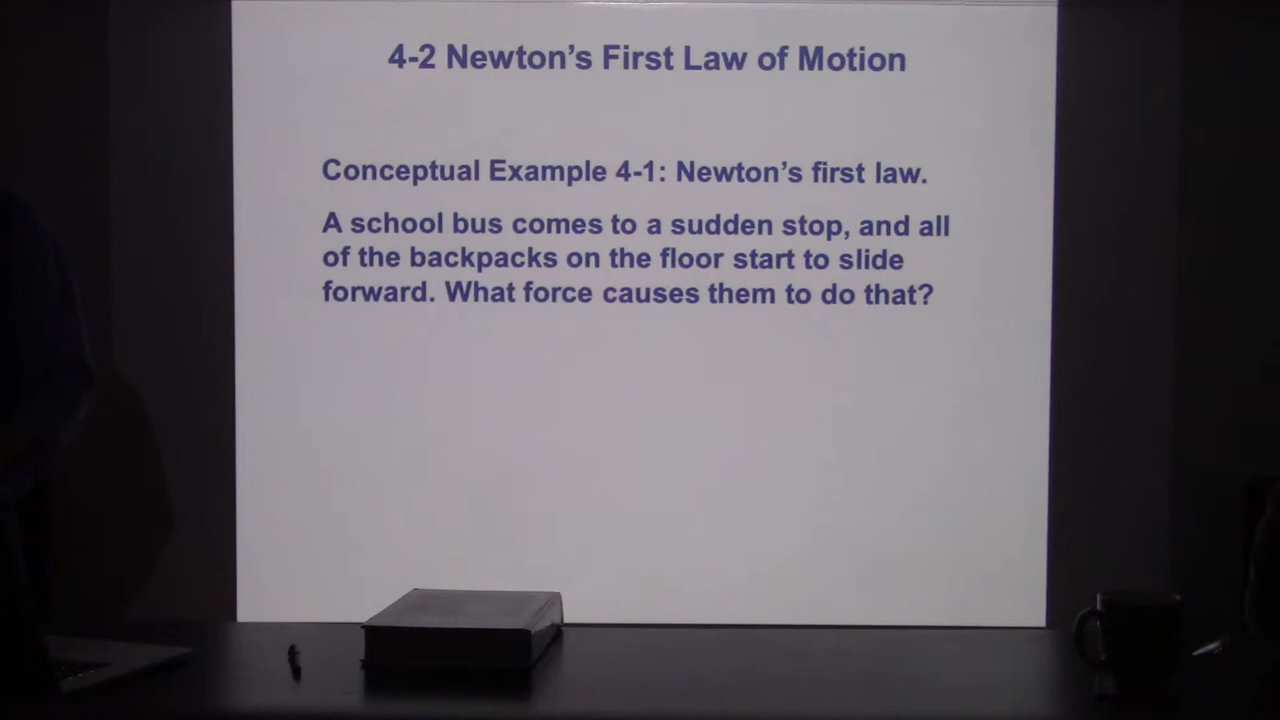 4-2 Newton’s First Law of Motion
Conceptual Example 4-1: Newton’s first law.
A school bus comes to a sudden stop, and all
of the backpacks on the floor start to slide
forward. What force causes them to do that?